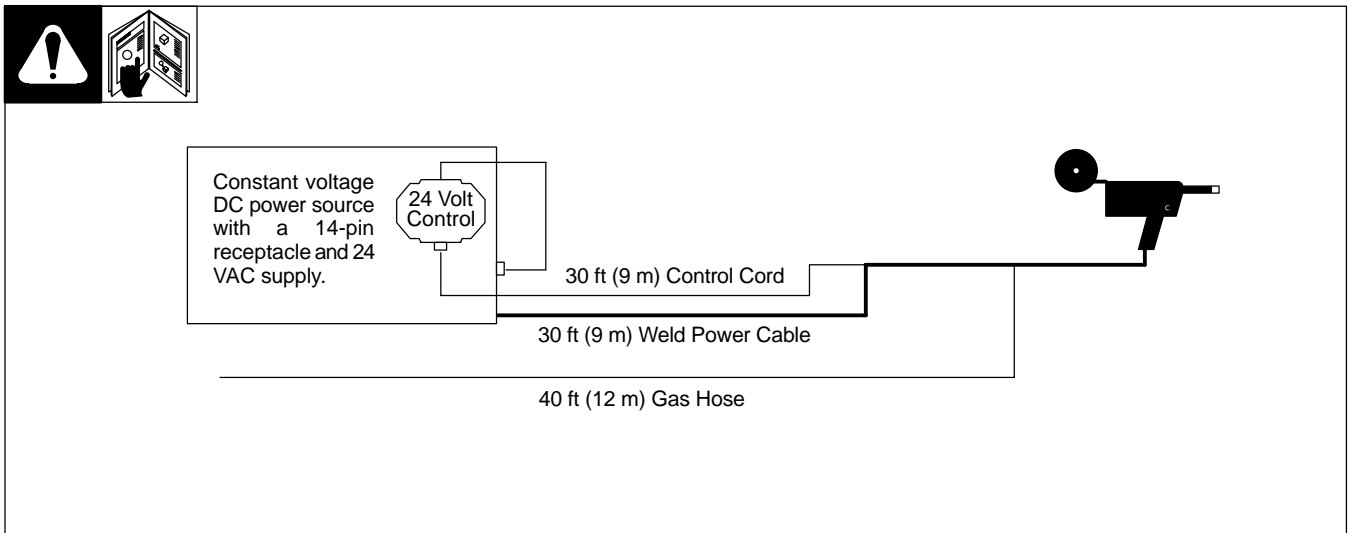 Constant voltage
DC power source
with a 14-pin
receptacle and 24
VAC supply.
24 Volt
Control
30 ft (9 m) Control Cord
30 ft (9 m) Weld Power Cable
40 ft (12 m) Gas Hose